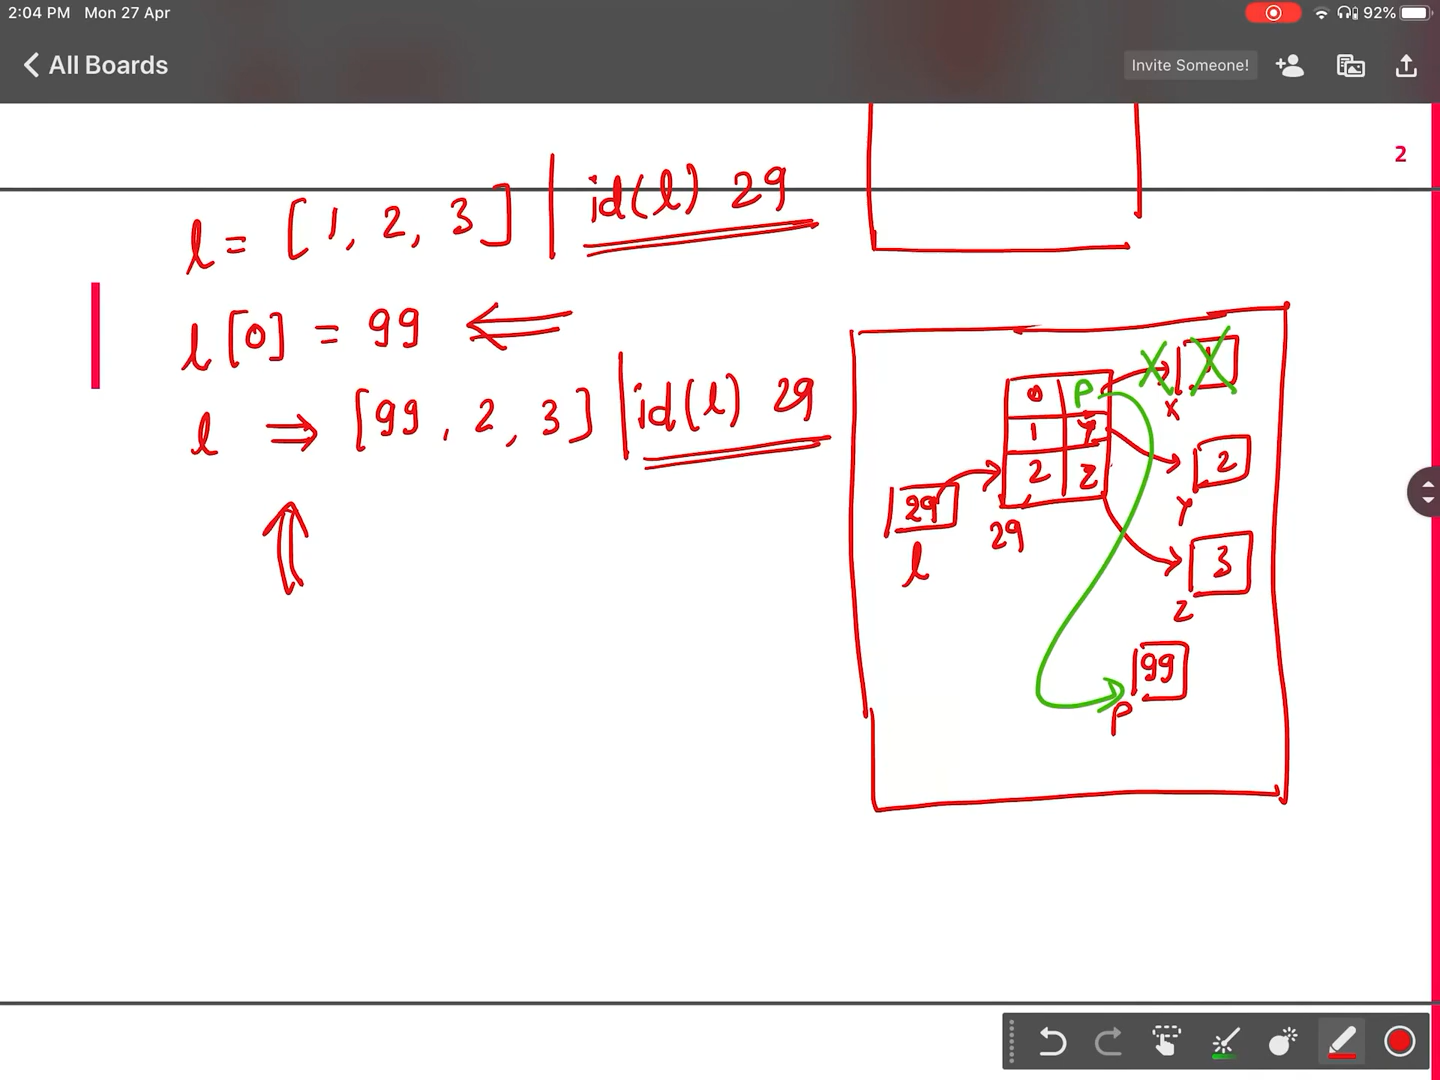 2:04 PM Mon 27 Apr
92%
All Boards
Invite Someone!
2
l = [1, 2, 3] | id(l) 29
l[0] = 99 ⇐
l ⇒ [99, 2, 3] | id(l) 29
0 P
1 Y
2 Z
29
l
29
1
X
2
Y
3
Z
99
P